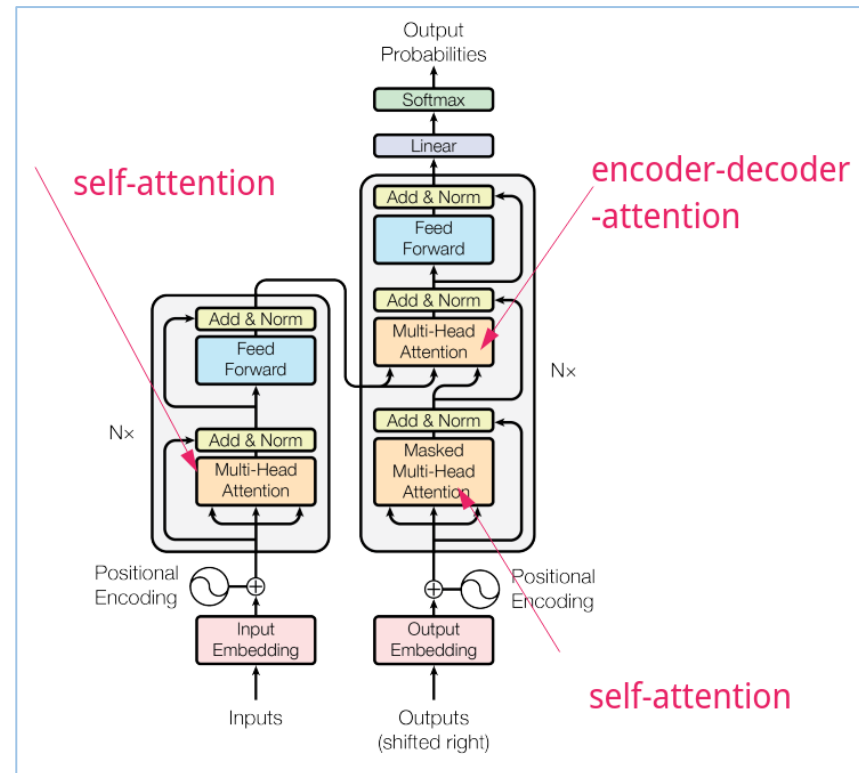 Output
Probabilities
Softmax
Linear
Add & Norm
Feed
Forward
Add & Norm
Multi-Head
Attention
Nx
Add & Norm
Masked
Multi-Head
Attention
encoder-decoder
-attention
self-attention
Add & Norm
Feed
Forward
Nx
Add & Norm
Multi-Head
Attention
Positional
Encoding
Positional
Encoding
Input
Embedding
Output
Embedding
self-attention
Inputs
Outputs
(shifted right)